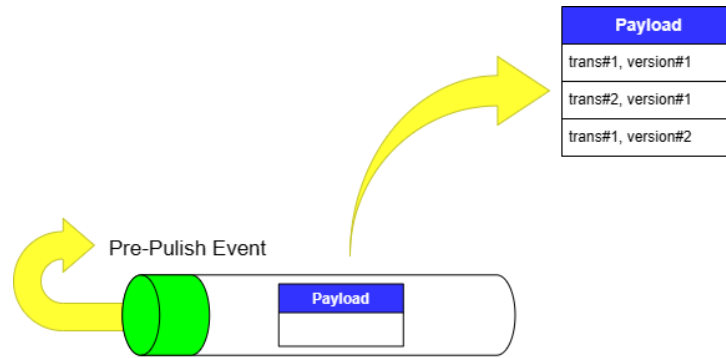 Payload
trans#1, version#1
trans#2, version#1
trans#1, version#2
Pre-Pulish Event
Payload